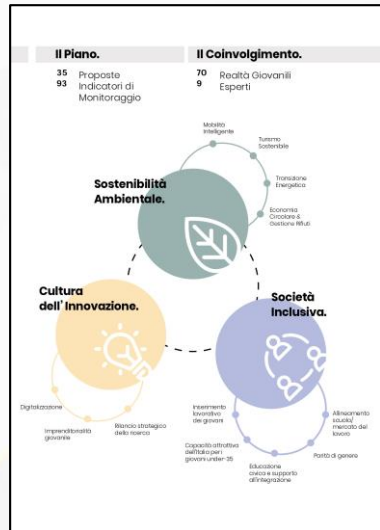 Il Piano.
35 Proposte
93 Indicatori di
Monitoraggio
Il Coinvolgimento.
70 Realtà Giovanili
9 Esperti
Mobilità
Intelligente
Turismo
Sostenibile
Transizione
Energetica
Economia
Circolare &
Gestione Rifiuti
Sostenibilità
Ambientale.
Cultura
dell'Innovazione.
Digitalizzazione
Imprenditorialità
giovanile
Rilancio strategico
della ricerca
Società
Inclusiva.
Inserimento
lavorativo
dei giovani
Capacità attrattiva
dell'Italia per i
giovani under-35
Educazione
civica e supporto
all'integrazione
Parità di genere
Allineamento
scuola/
mercato del
lavoro